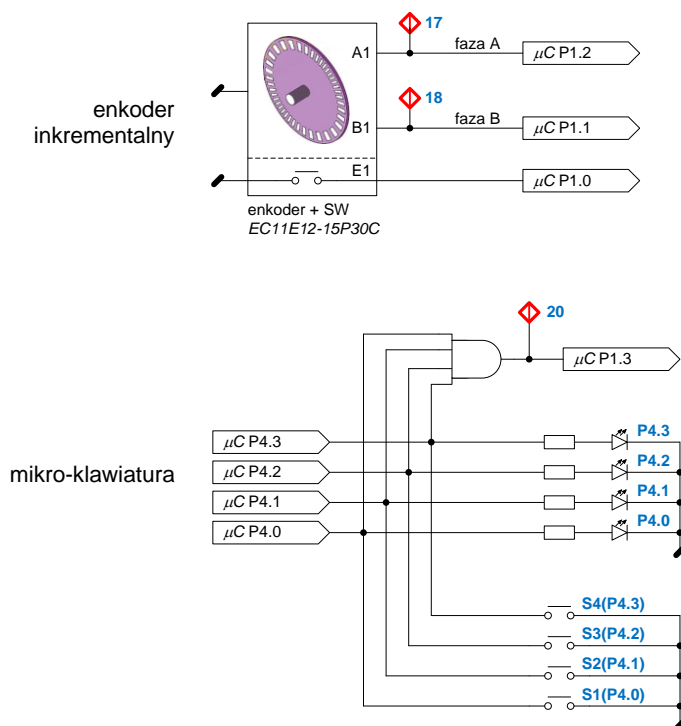 17
A1
faza A
µC P1.2
enkoder
inkrementalny
18
B1
faza B
µC P1.1
E1
µC P1.0
enkoder + SW
EC11E12-15P30C
20
µC P1.3
mikro-klawiatura
µC P4.3
P4.3
µC P4.2
P4.2
µC P4.1
P4.1
µC P4.0
P4.0
S4(P4.3)
S3(P4.2)
S2(P4.1)
S1(P4.0)